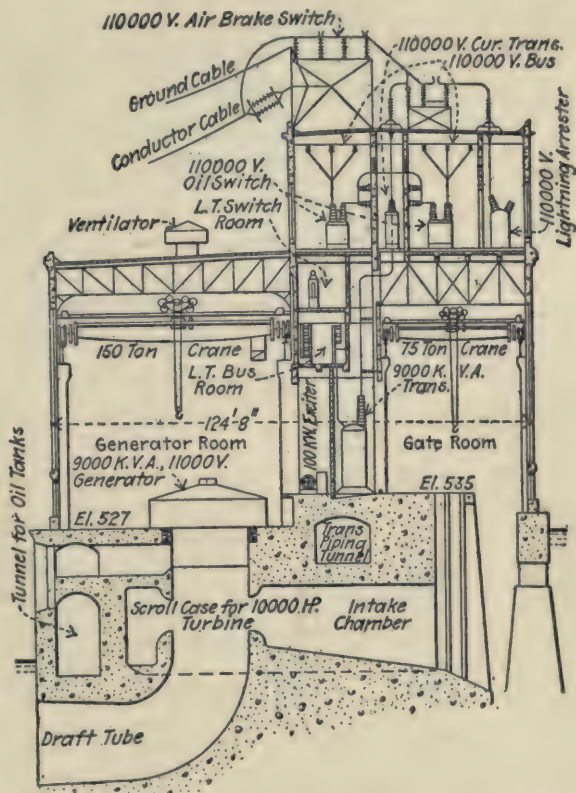 110000 V. Air Brake Switch
110000 V. Cur. Trans.
110000 V. Bus
Ground Cable
Conductor Cable
110000 V.
Oil Switch
L.T. Switch
Room
110000 V.
Lightning Arrester
Ventilator
150 Ton Crane
75 Ton Crane
L.T. Bus
Room
9000 K.V.A.
Trans.
124'8"
100 KW. Exciter
Generator Room
Gate Room
9000 K.V.A., 11000 V.
Generator
Tunnel for Oil Tanks
El. 527
El. 535
Trans
Piping
Tunnel
Scroll Case for 10000 HP.
Turbine
Intake
Chamber
Draft Tube